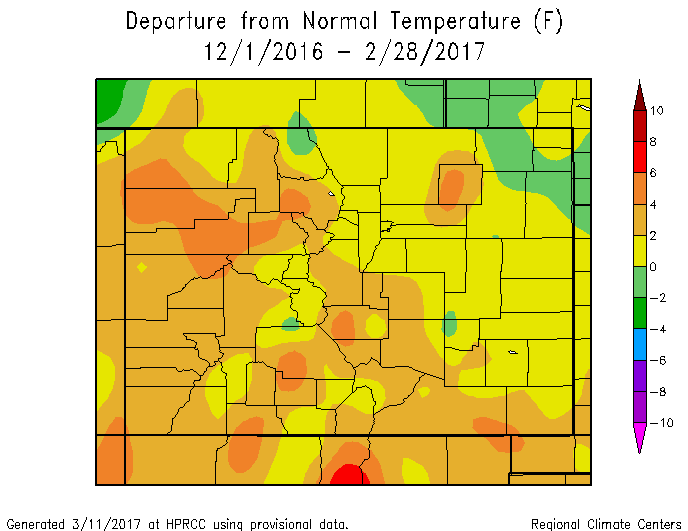 Departure from Normal Temperature (F)
12/1/2016 – 2/28/2017
10
8
6
4
2
0
−2
−4
−6
−8
−10
Generated 3/11/2017 at HPRCC using provisional data.
Regional Climate Centers